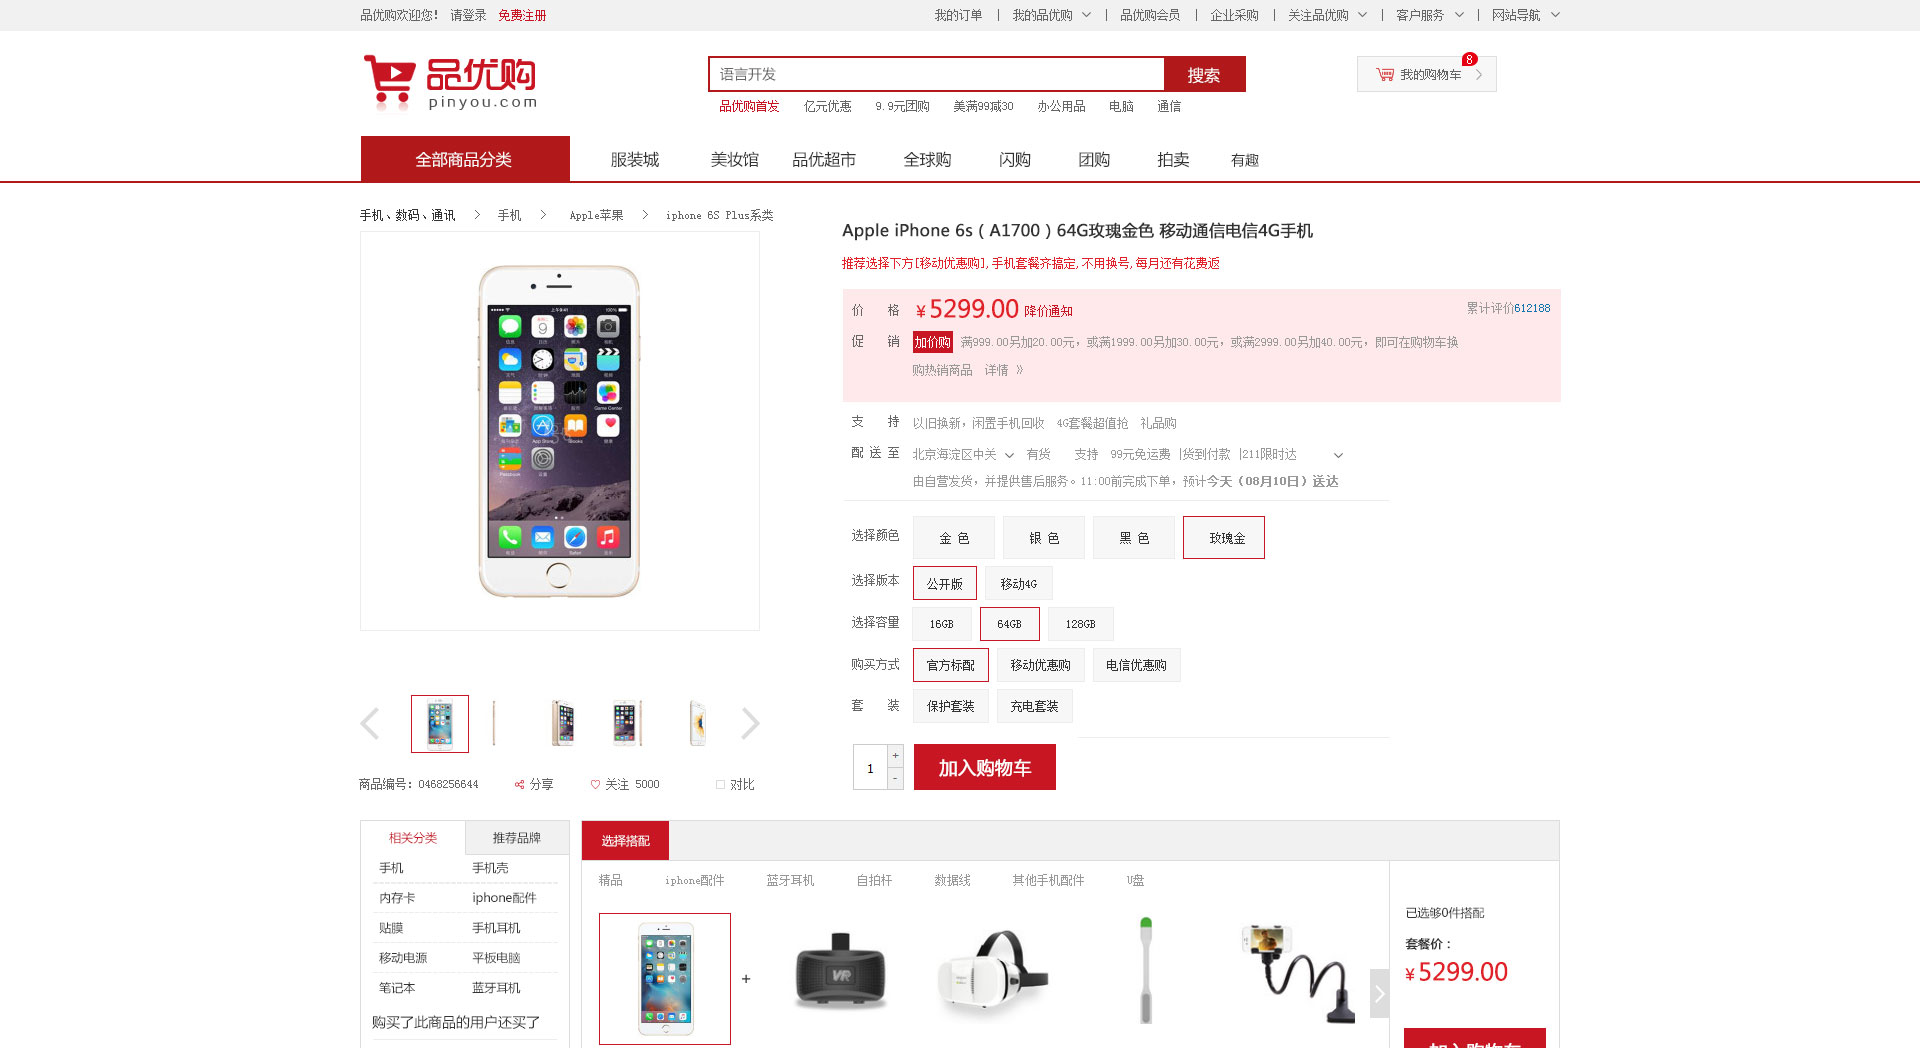 品优购欢迎您! 请登录 免费注册
我的订单 | 我的品优购 | 品优购会员 | 企业采购 | 关注品优购 | 客户服务 | 网站导航
品优购
pinyou.com
语言开发 搜索
8
我的购物车
品优购首发 亿元优惠 9.9元团购 美满99减30 办公用品 电脑 通信
全部商品分类 服装城 美妆馆 品优超市 全球购 闪购 团购 拍卖 有趣
手机、数码、通讯 > 手机 > Apple苹果 > iphone 6S Plus系类
Apple iPhone 6s（A1700）64G玫瑰金色 移动通信电信4G手机
推荐选择下方[移动优惠购],手机套餐齐搞定,不用换号,每月还有花费返
价 格 ¥5299.00 降价通知 累计评价612188
促 销 加价购 满999.00另加20.00元，或满1999.00另加30.00元，或满2999.00另加40.00元，即可在购物车换
购热销商品 详情 》
支 持 以旧换新，闲置手机回收 4G套餐超值抢 礼品购
配 送 至 北京海淀区中关 有货 支持 99元免运费 |货到付款 |211限时达
由自营发货，并提供售后服务。11:00前完成下单，预计今天（08月10日）送达
选择颜色 金 色 银 色 黑 色 玫瑰金
选择版本 公开版 移动4G
选择容量 16GB 64GB 128GB
购买方式 官方标配 移动优惠购 电信优惠购
套 装 保护套装 充电套装
1 + - 加入购物车
商品编号: 0468256644 分享 关注 5000 对比
相关分类 推荐品牌
手机 手机壳
内存卡 iphone配件
贴膜 手机耳机
移动电源 平板电脑
笔记本 蓝牙耳机
购买了此商品的用户还买了
选择搭配
精品 iphone配件 蓝牙耳机 自拍杆 数据线 其他手机配件 U盘
+
VR
已选够0件搭配
套餐价：
¥5299.00
加入购物车